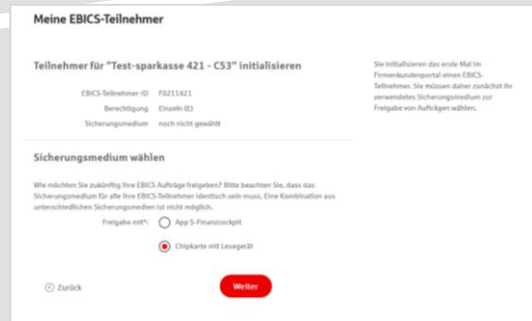 Meine EBICS-Teilnehmer
Teilnehmer für "Test-sparkasse 421 - C53" initialisieren
EBICS-Teilnehmer-ID F0211421
Berechtigung Einzeln (E)
Sicherungsmedium noch nicht gewählt
Sie initialisieren das erste Mal im
Firmenkundenportal einen EBICS-
Teilnehmer. Sie müssen daher zunächst Ihr
verwendetes Sicherungsmedium zur
Freigabe von Aufträgen wählen.
Sicherungsmedium wählen
Wie möchten Sie zukünftig Ihre EBICS Aufträge freigeben? Bitte beachten Sie, dass das
Sicherungsmedium für alle Ihre EBICS-Teilnehmer identisch sein muss. Eine Kombination aus
unterschiedlichen Sicherungsmedien ist nicht möglich.
Freigabe mit*: App S-Finanzcockpit
Chipkarte mit Lesegerät
Zurück
Weiter